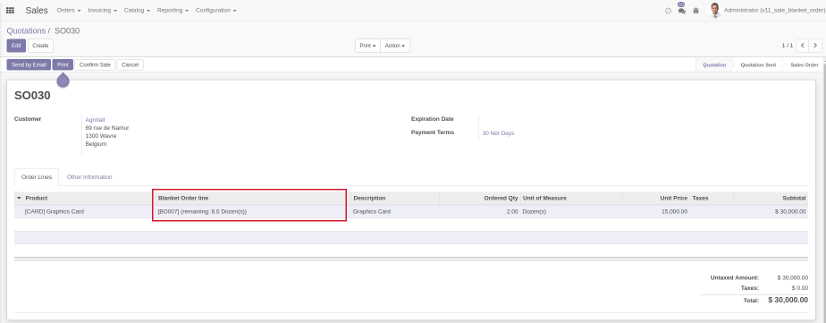 Sales Orders Invoicing Catalog Reporting Configuration Administrator (v11_sale_blanket_order)
Quotations / SO030
Edit Create Print Action 1 / 1
Send by Email Print Confirm Sale Cancel Quotation Quotation Sent Sales Order
SO030
Customer Agrolait Expiration Date
69 rue de Namur Payment Terms 30 Net Days
1300 Wavre
Belgium
Order Lines Other Information
Product Blanket Order line Description Ordered Qty Unit of Measure Unit Price Taxes Subtotal
[CARD] Graphics Card [BO007] (remaining: 8.0 Dozen(s)) Graphics Card 2.00 Dozen(s) 15,000.00 $ 30,000.00
Untaxed Amount: $ 30,000.00
Taxes: $ 0.00
Total: $ 30,000.00